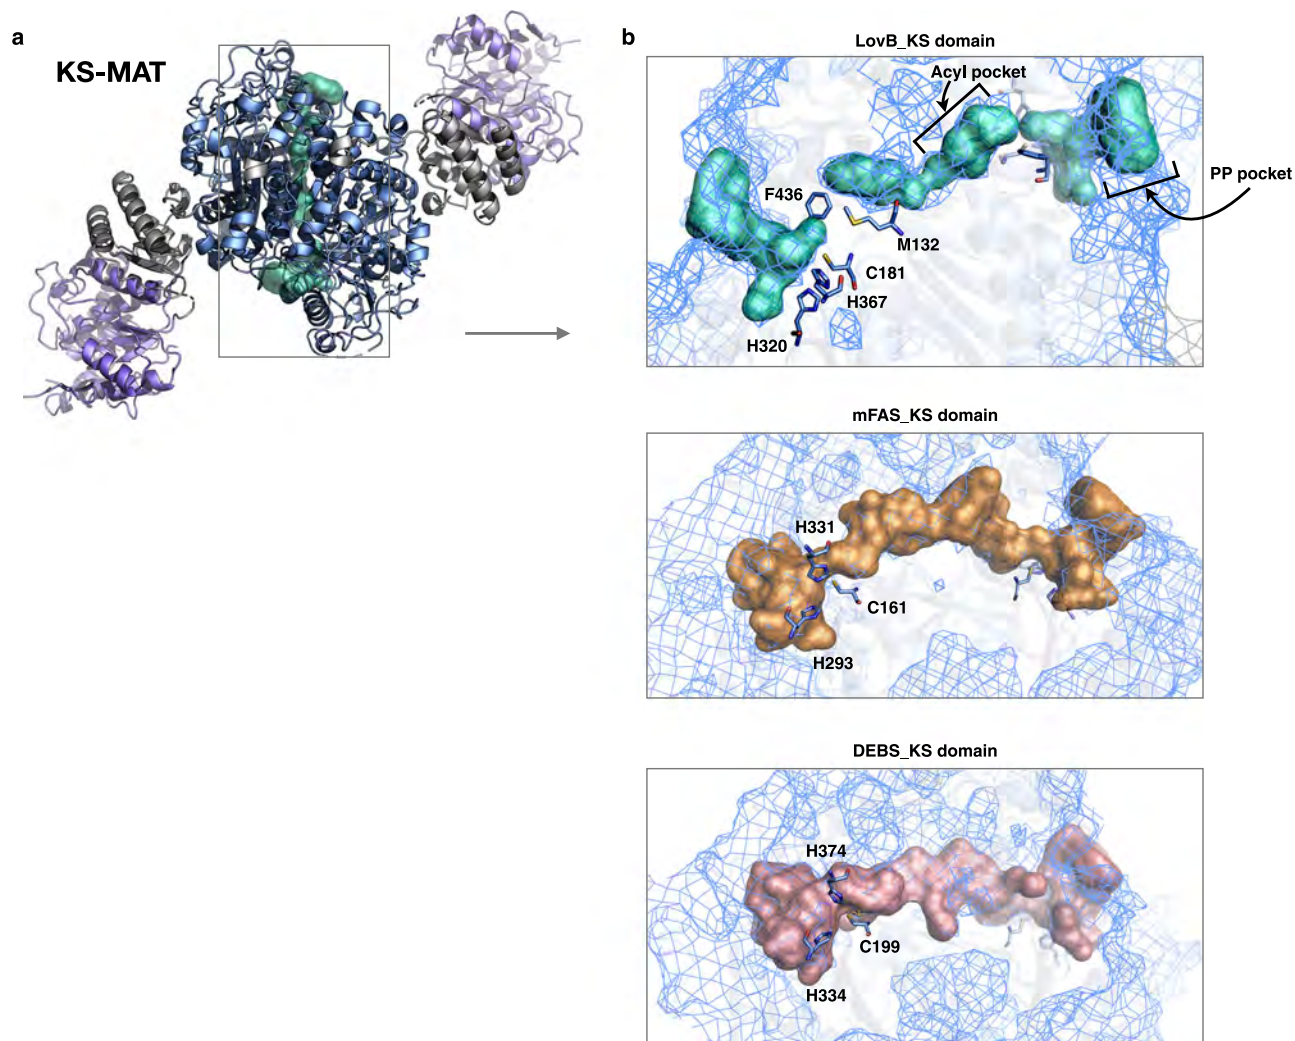 a
KS-MAT
b
LovB_KS domain
Acyl pocket
PP pocket
F436
M132
C181
H367
H320
mFAS_KS domain
H331
C161
H293
DEBS_KS domain
H374
C199
H334